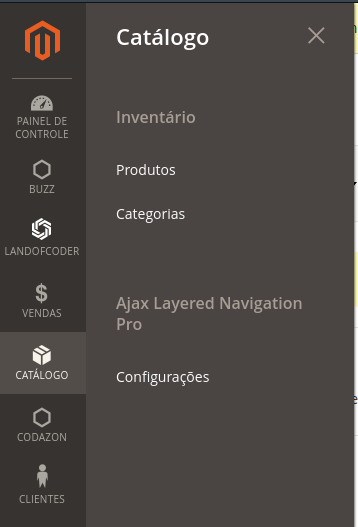 Catálogo
PAINEL DE
CONTROLE
BUZZ
LANDOFCODER
$
VENDAS
CATÁLOGO
CODAZON
CLIENTES
Inventário
Produtos
Categorias
Ajax Layered Navigation
Pro
Configurações